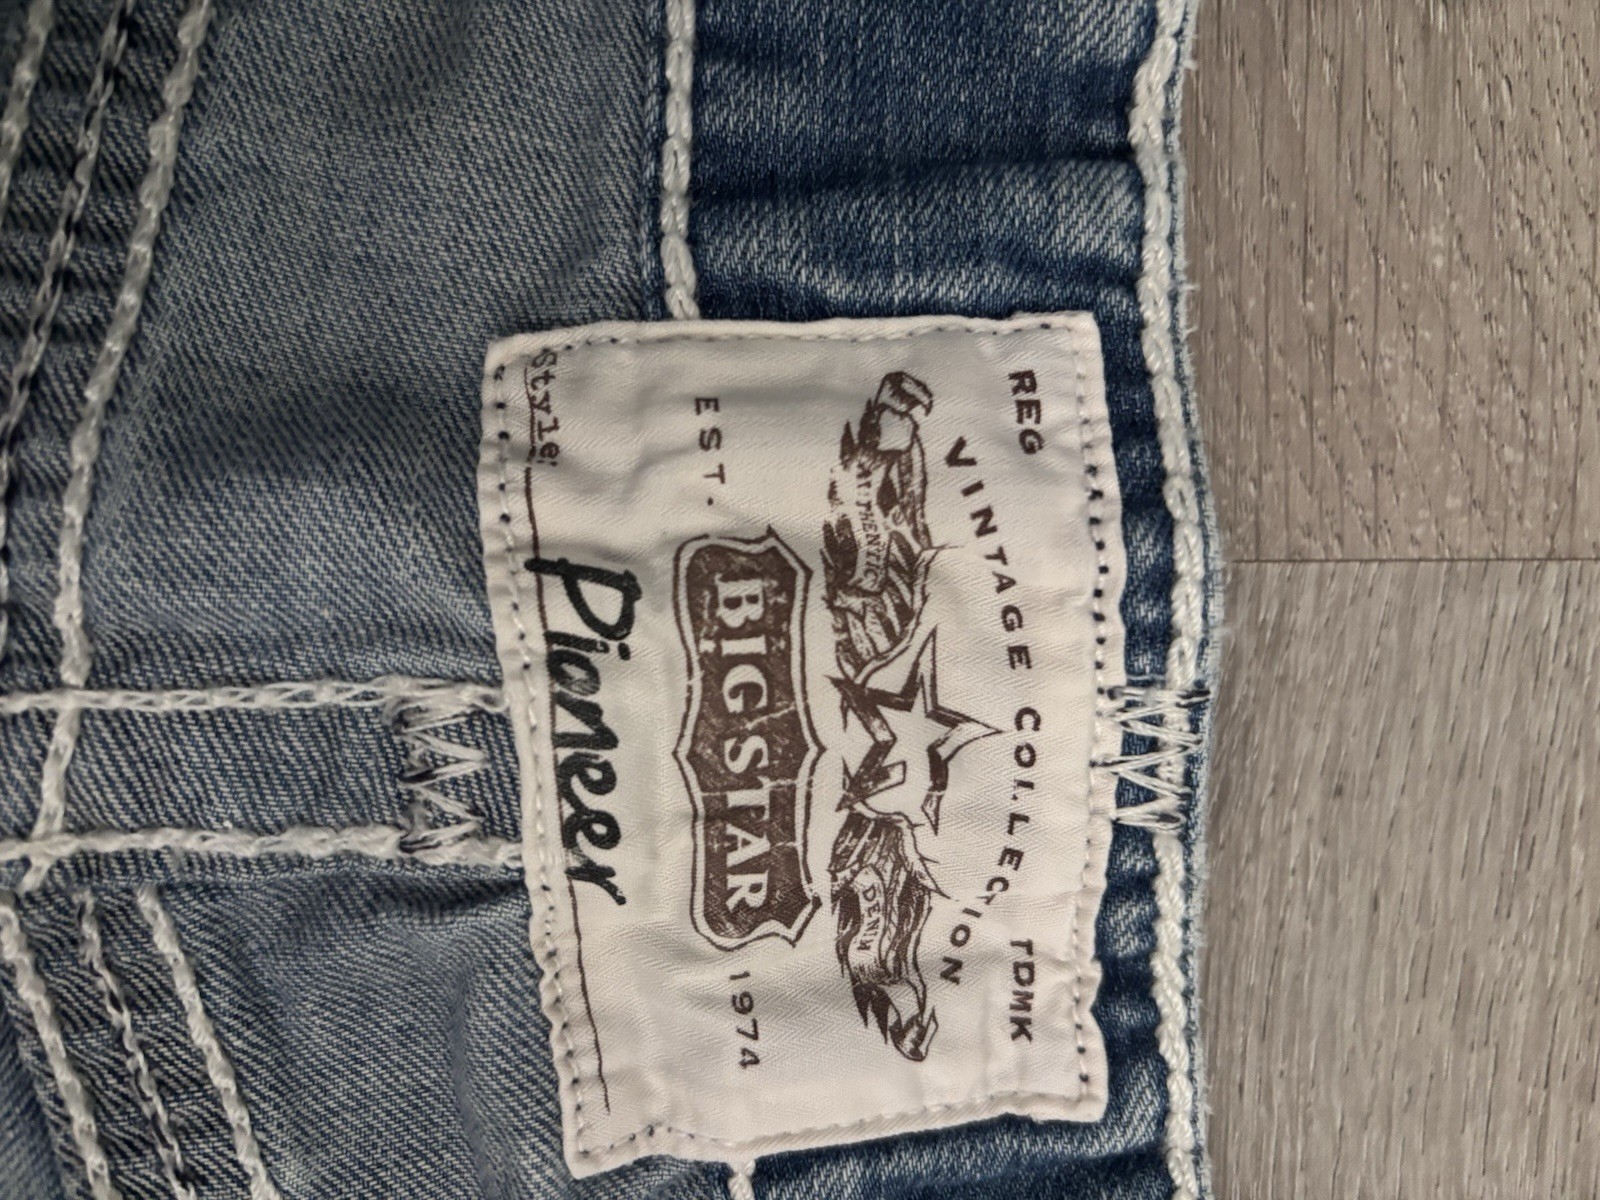 REG TDMK
VINTAGE COLLECTION
AUTHENTIC DENIM
EST. BIG STAR 1974
Style: Pioneer